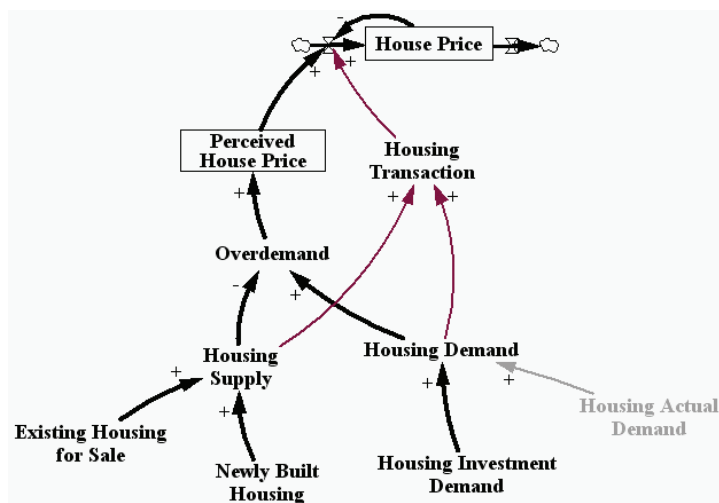 -
House Price
+
+
Perceived
House Price
Housing
Transaction
+
+
+
Overdemand
-
+
Housing
Supply
Housing Demand
+
+
+
+
Existing Housing
for Sale
Housing Actual
Demand
Newly Built
Housing
Housing Investment
Demand